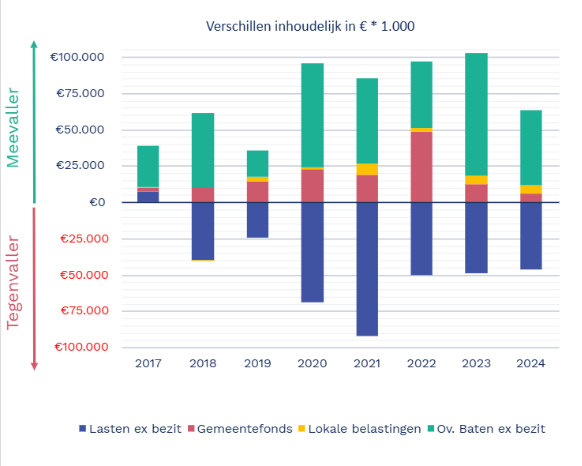 Verschillen inhoudelijk in € * 1.000
Meevaller
Tegenvaller
€100.000
€75.000
€50.000
€25.000
€0
€25.000
€50.000
€75.000
€100.000
2017 2018 2019 2020 2021 2022 2023 2024
Lasten ex bezit Gemeentefonds Lokale belastingen Ov. Baten ex bezit